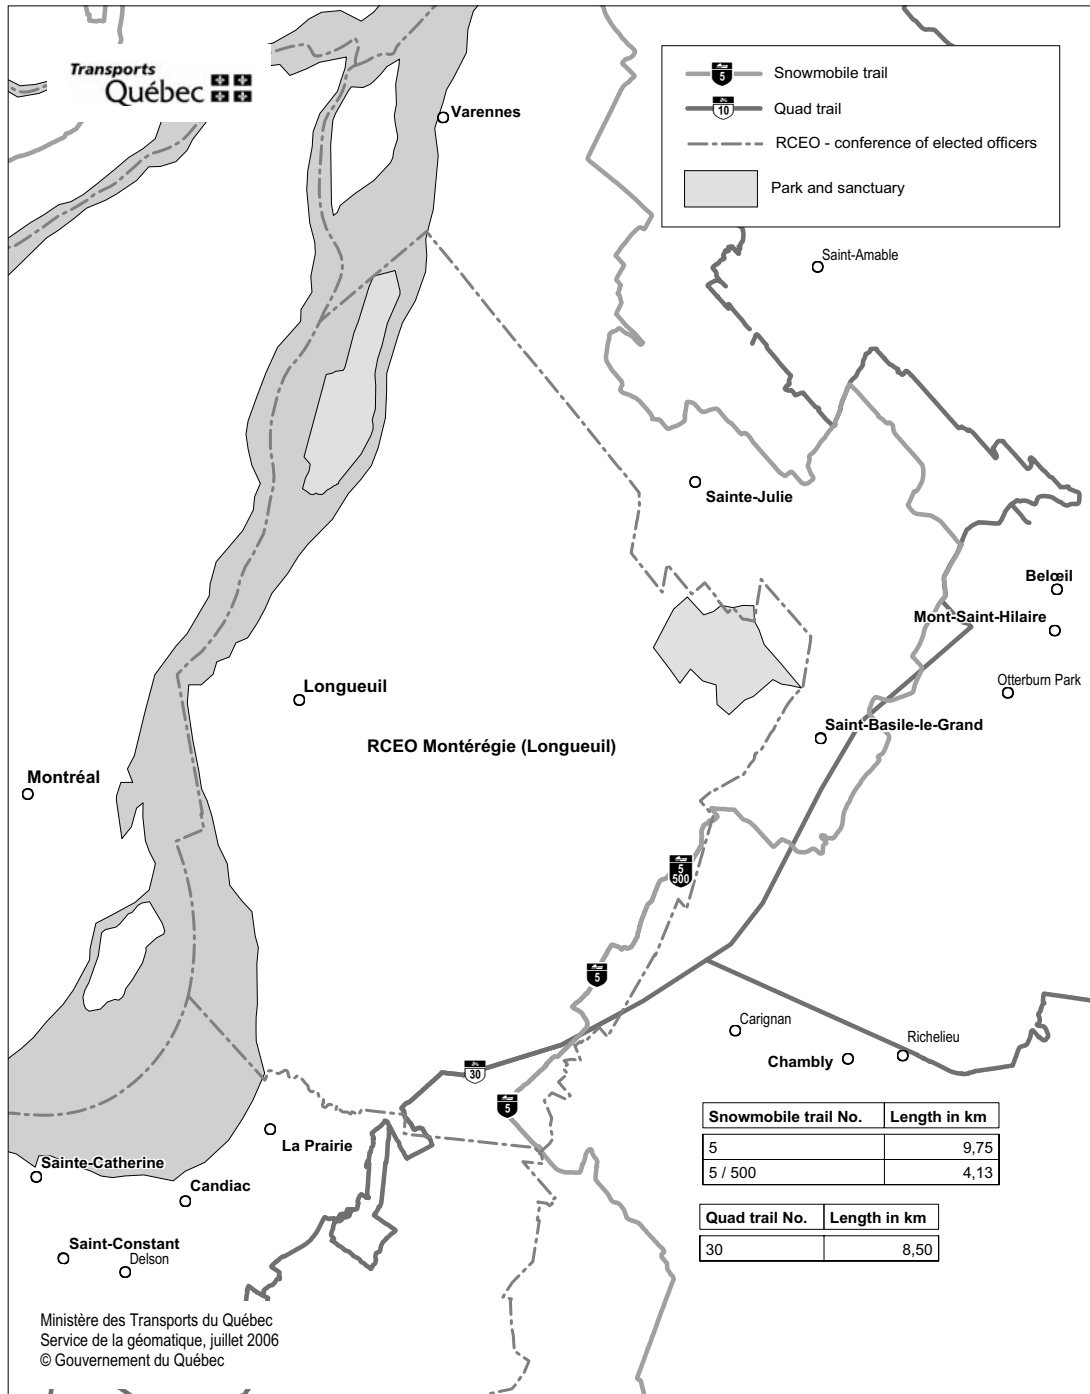 Transports
Québec
5
Snowmobile trail
10
Quad trail
RCEO - conference of elected officers
Park and sanctuary
Varennes
Saint-Amable
Sainte-Julie
Belœil
Mont-Saint-Hilaire
Otterburn Park
Longueuil
Saint-Basile-le-Grand
RCEO Montérégie (Longueuil)
Montréal
5
500
5
Carignan
Richelieu
Chambly
30
5
La Prairie
Sainte-Catherine
Candiac
Saint-Constant
Delson
Snowmobile trail No. Length in km
5 9,75
5 / 500 4,13
Quad trail No. Length in km
30 8,50
Ministère des Transports du Québec
Service de la géomatique, juillet 2006
© Gouvernement du Québec